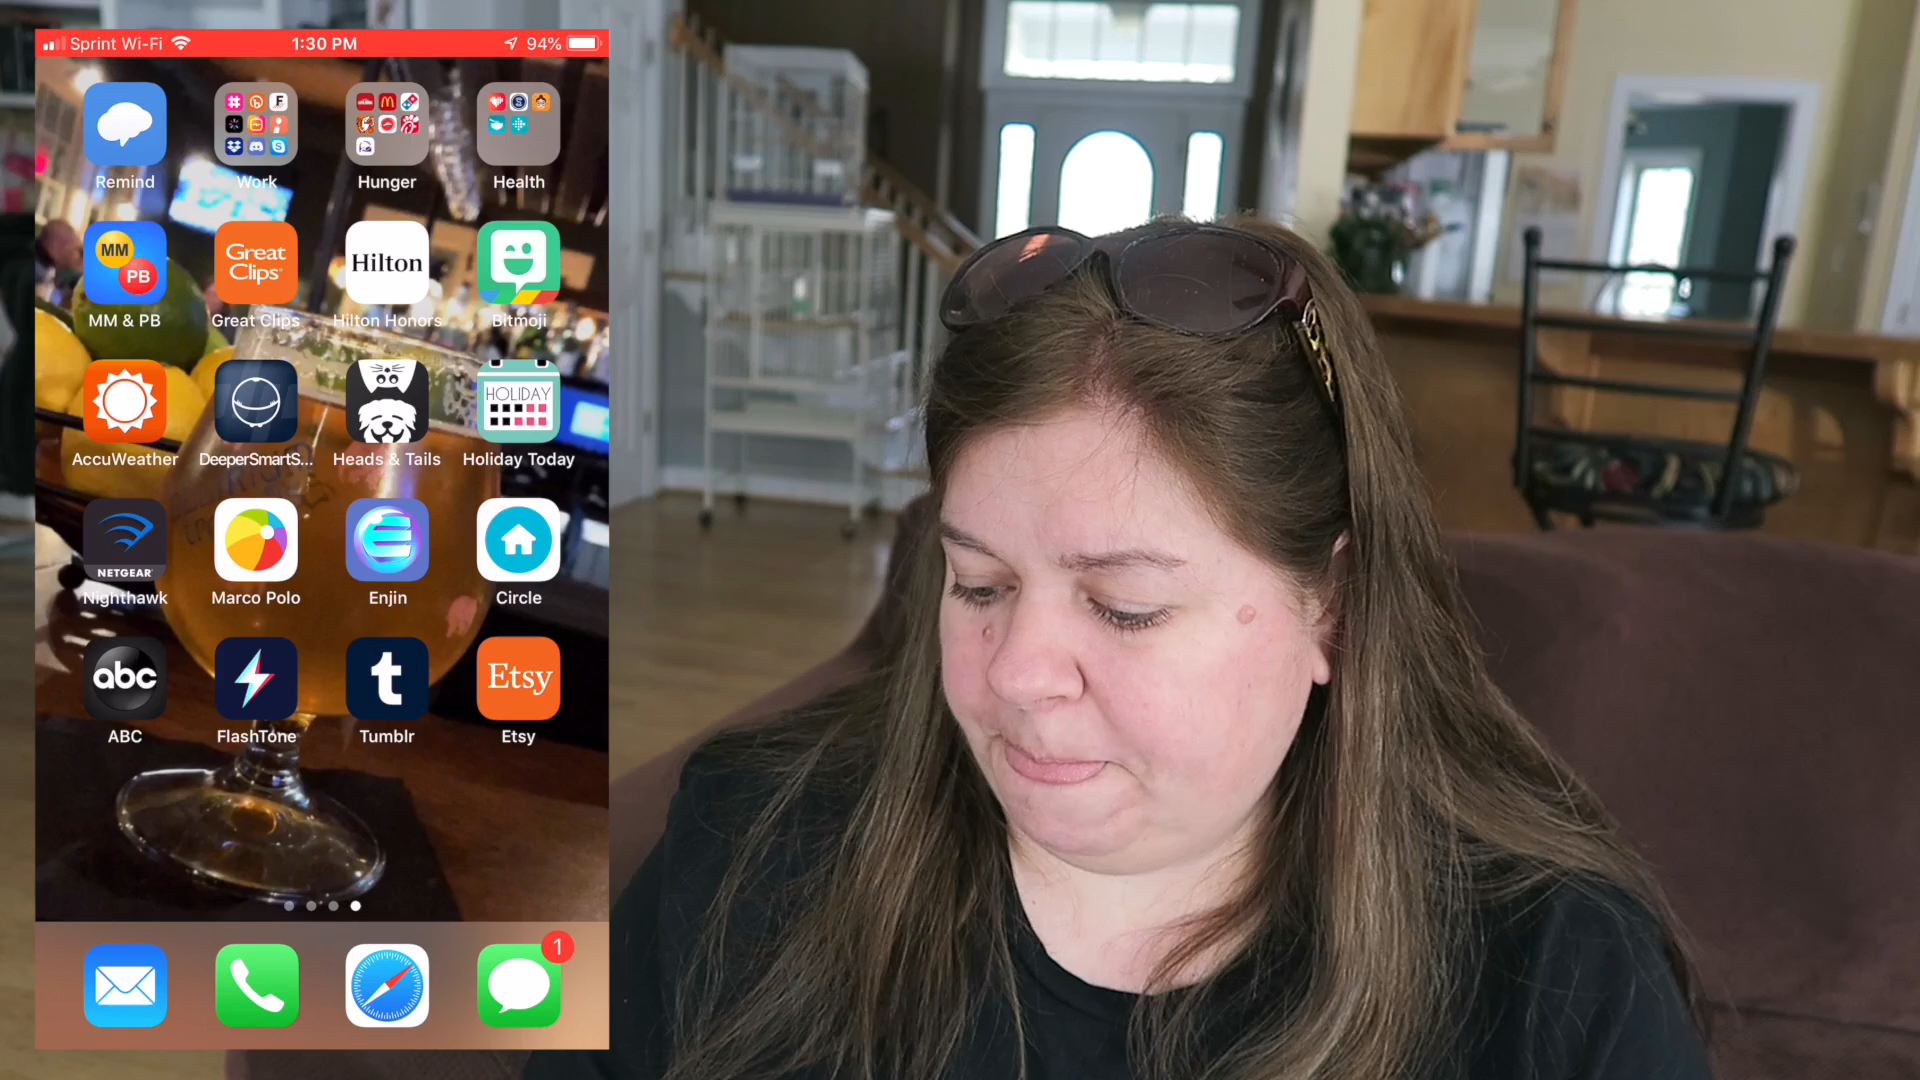 Sprint Wi-Fi 1:30 PM 94%
F
Remind Work Hunger Health
MM PB Great Clips Hilton
MM & PB Great Clips Hilton Honors Bitmoji
HOLIDAY
AccuWeather DeeperSmartS... Heads & Tails Holiday Today
NETGEAR
Nighthawk Marco Polo Enjin Circle
abc t Etsy
ABC FlashTone Tumblr Etsy
1